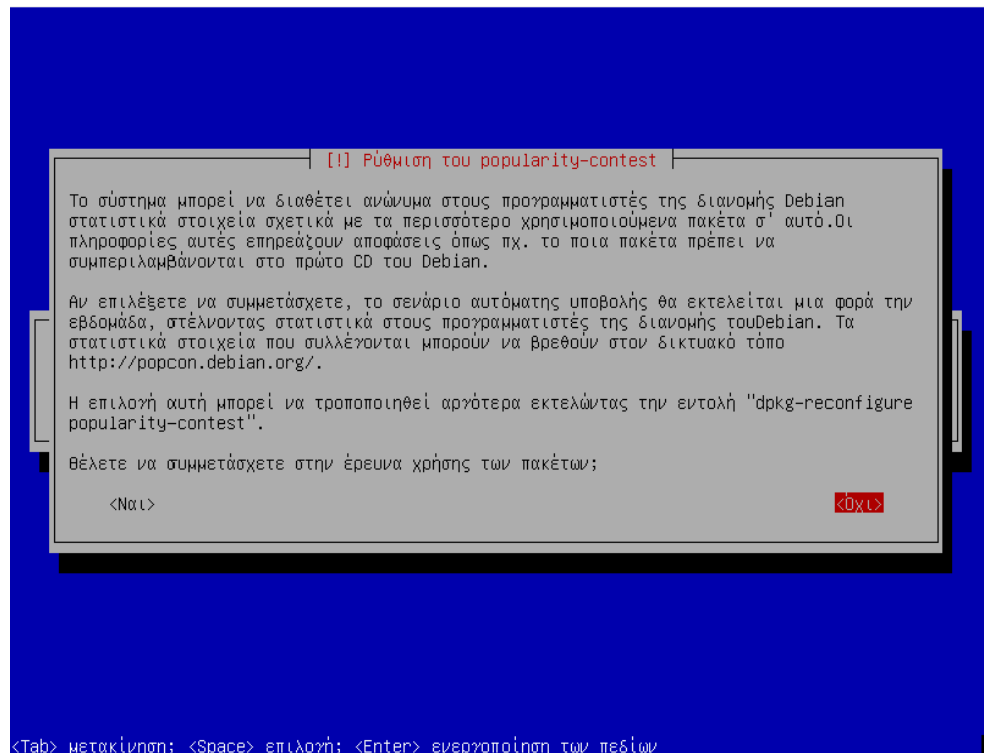 [!] Ρύθμιση του popularity-contest
Το σύστημα μπορεί να διαθέτει ανώνυμα στους προγραμματιστές της διανομής Debian
στατιστικά στοιχεία σχετικά με τα περισσότερο χρησιμοποιούμενα πακέτα σ' αυτό.Οι
πληροφορίες αυτές επηρεάζουν αποφάσεις όπως πχ. το ποια πακέτα πρέπει να
συμπεριλαμβάνονται στο πρώτο CD του Debian.
Αν επιλέξετε να συμμετάσχετε, το σενάριο αυτόματης υποβολής θα εκτελείται μια φορά την
εβδομάδα, στέλνοντας στατιστικά στους προγραμματιστές της διανομής τουDebian. Τα
στατιστικά στοιχεία που συλλέγονται μπορούν να βρεθούν στον δικτυακό τόπο
http://popcon.debian.org/.
Η επιλογή αυτή μπορεί να τροποποιηθεί αργότερα εκτελώντας την εντολή "dpkg-reconfigure
popularity-contest".
Θέλετε να συμμετάσχετε στην έρευνα χρήσης των πακέτων;
<Ναι> <Όχι>
<Tab> μετακίνηση; <Space> επιλογή; <Enter> ενεργοποίηση των πεδίων